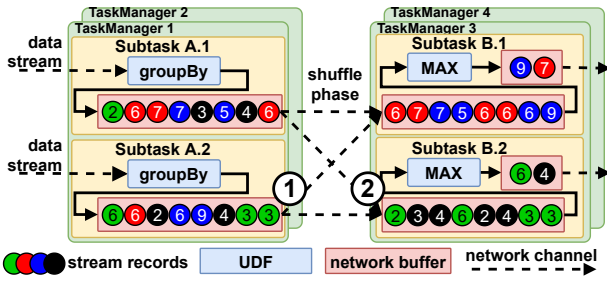 TaskManager 2
TaskManager 1
data
stream
Subtask A.1
groupBy
2 6 7 7 3 5 4 6
data
stream
Subtask A.2
groupBy
6 6 2 6 9 4 3 3
shuffle
phase
1
2
TaskManager 4
TaskManager 3
Subtask B.1
MAX
9 7
6 7 7 5 6 6 6 9
Subtask B.2
MAX
6 4
2 3 4 6 2 4 3 3
stream records
UDF
network buffer
network channel